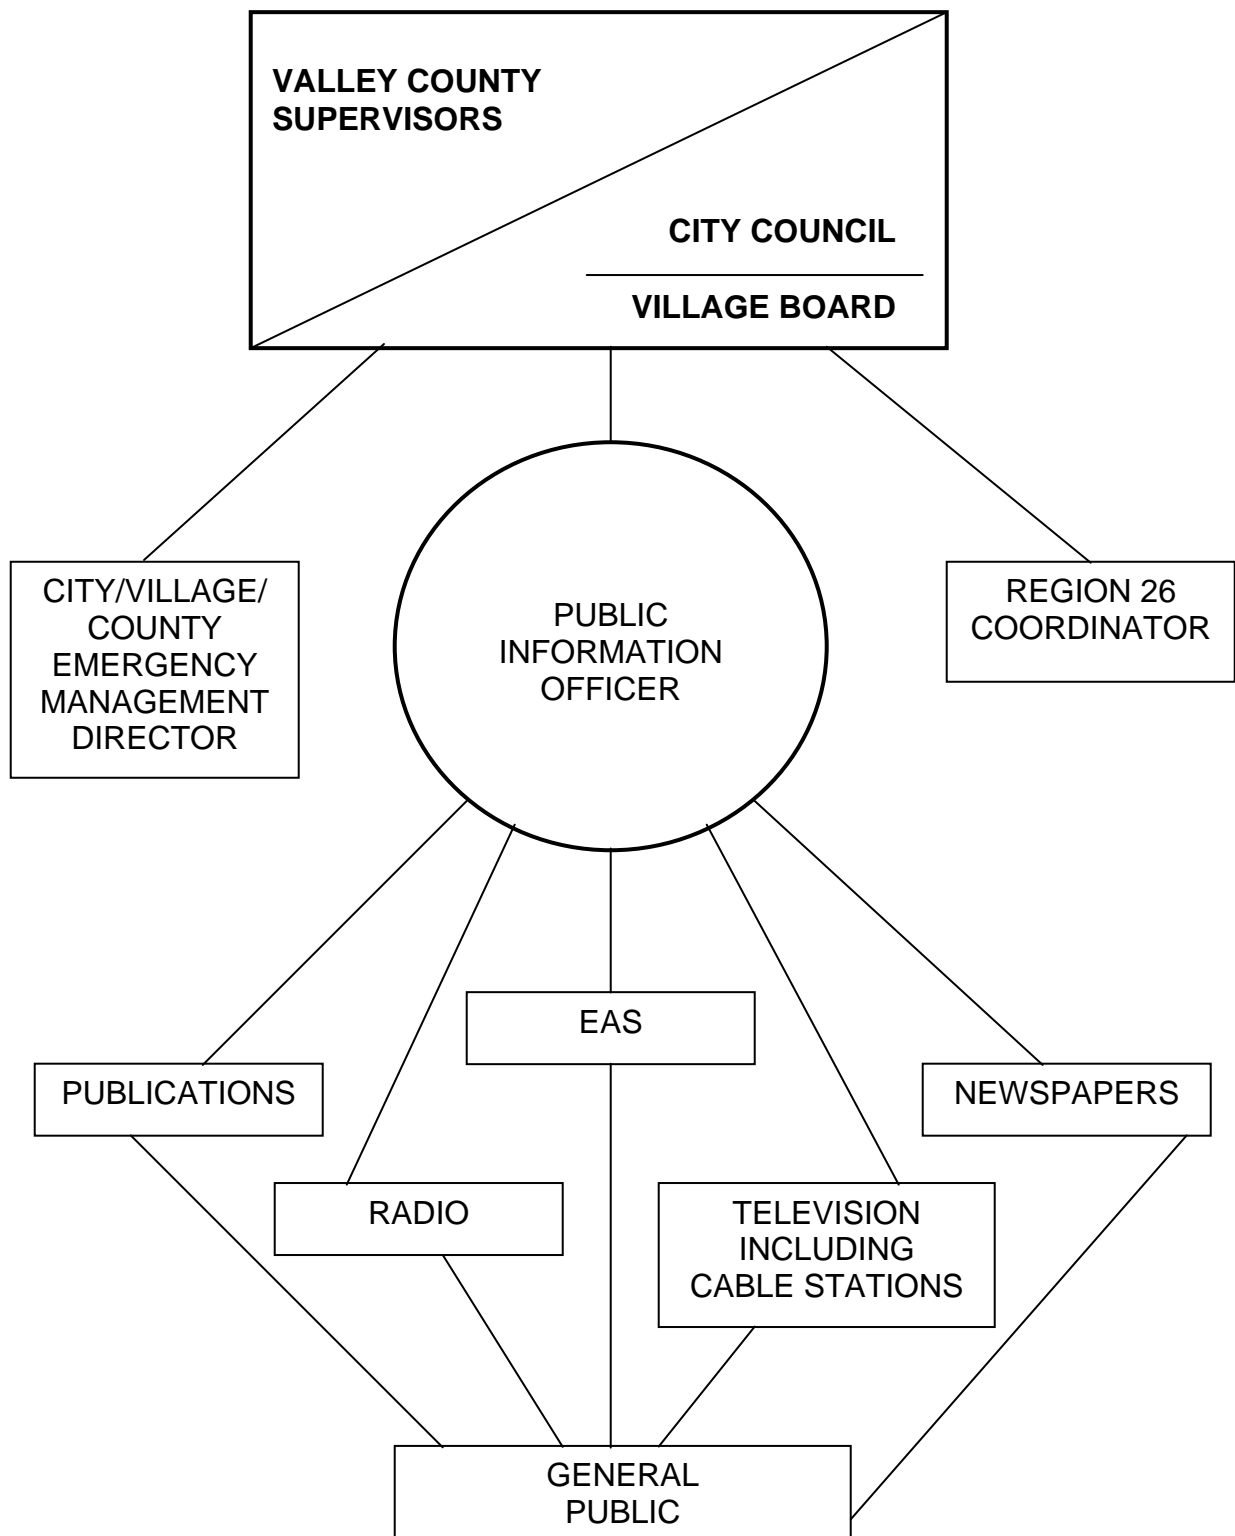 VALLEY COUNTY
SUPERVISORS
CITY COUNCIL
VILLAGE BOARD
CITY/VILLAGE/
COUNTY
EMERGENCY
MANAGEMENT
DIRECTOR
PUBLIC
INFORMATION
OFFICER
REGION 26
COORDINATOR
EAS
PUBLICATIONS
NEWSPAPERS
RADIO
TELEVISION
INCLUDING
CABLE STATIONS
GENERAL
PUBLIC